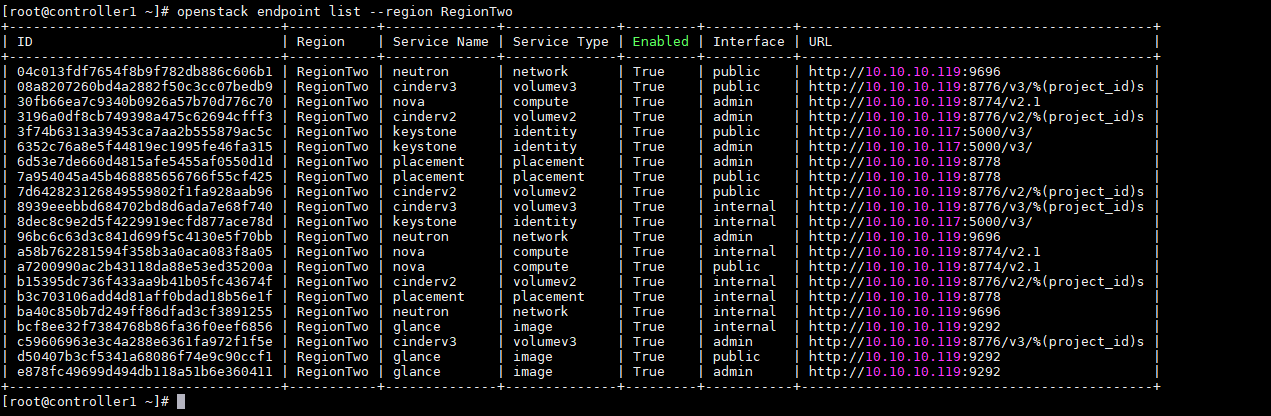 [root@controller1 ~]# openstack endpoint list --region RegionTwo
+----------------------------------+-----------+--------------+--------------+---------+-----------+-------------------------------------------+
| ID                               | Region    | Service Name | Service Type | Enabled | Interface | URL                                       |
+----------------------------------+-----------+--------------+--------------+---------+-----------+-------------------------------------------+
| 04c013fdf7654f8b9f782db886c606b1 | RegionTwo | neutron      | network      | True    | public    | http://10.10.10.119:9696                  |
| 08a8207260bd4a2882f50c3cc07bedb9 | RegionTwo | cinderv3     | volumev3     | True    | public    | http://10.10.10.119:8776/v3/%(project_id)s |
| 30fb66ea7c9340b0926a57b70d776c70 | RegionTwo | nova         | compute      | True    | admin     | http://10.10.10.119:8774/v2.1             |
| 3196a0df8cb749398a475c62694cfff3 | RegionTwo | cinderv2     | volumev2     | True    | admin     | http://10.10.10.119:8776/v2/%(project_id)s |
| 3f74b6313a39453ca7aa2b555879ac5c | RegionTwo | keystone     | identity     | True    | public    | http://10.10.10.117:5000/v3/              |
| 6352c76a8e5f44819ec1995fe46fa315 | RegionTwo | keystone     | identity     | True    | admin     | http://10.10.10.117:5000/v3/              |
| 6d53e7de660d4815afe5455af0550d1d | RegionTwo | placement    | placement    | True    | admin     | http://10.10.10.119:8778                  |
| 7a954045a45b468885656766f55cf425 | RegionTwo | placement    | placement    | True    | public    | http://10.10.10.119:8778                  |
| 7d642823126849559802f1fa928aab96 | RegionTwo | cinderv2     | volumev2     | True    | public    | http://10.10.10.119:8776/v2/%(project_id)s |
| 8939eeebbd684702bd8d6ada7e68f740 | RegionTwo | cinderv3     | volumev3     | True    | internal  | http://10.10.10.119:8776/v3/%(project_id)s |
| 8dec8c9e2d5f4229919ecfd877ace78d | RegionTwo | keystone     | identity     | True    | internal  | http://10.10.10.117:5000/v3/              |
| 96bc6c63d3c841d699f5c4130e5f70bb | RegionTwo | neutron      | network      | True    | admin     | http://10.10.10.119:9696                  |
| a58b762281594f358b3a0aca083f8a05 | RegionTwo | nova         | compute      | True    | internal  | http://10.10.10.119:8774/v2.1             |
| a7200990ac2b43118da88e53ed35200a | RegionTwo | nova         | compute      | True    | public    | http://10.10.10.119:8774/v2.1             |
| b15395dc736f433aa9b41b05fc43674f | RegionTwo | cinderv2     | volumev2     | True    | internal  | http://10.10.10.119:8776/v2/%(project_id)s |
| b3c703106add4d81aff0bdad18b56e1f | RegionTwo | placement    | placement    | True    | internal  | http://10.10.10.119:8778                  |
| ba40c850b7d249ff86dfad3cf3891255 | RegionTwo | neutron      | network      | True    | internal  | http://10.10.10.119:9696                  |
| bcf8ee32f7384768b86fa36f0eef6856 | RegionTwo | glance       | image        | True    | internal  | http://10.10.10.119:9292                  |
| c59606963e3c4a288e6361fa972f1f5e | RegionTwo | cinderv3     | volumev3     | True    | admin     | http://10.10.10.119:8776/v3/%(project_id)s |
| d50407b3cf5341a68086f74e9c90ccf1 | RegionTwo | glance       | image        | True    | public    | http://10.10.10.119:9292                  |
| e878fc49699d494db118a51b6e360411 | RegionTwo | glance       | image        | True    | admin     | http://10.10.10.119:9292                  |
+----------------------------------+-----------+--------------+--------------+---------+-----------+-------------------------------------------+
[root@controller1 ~]#